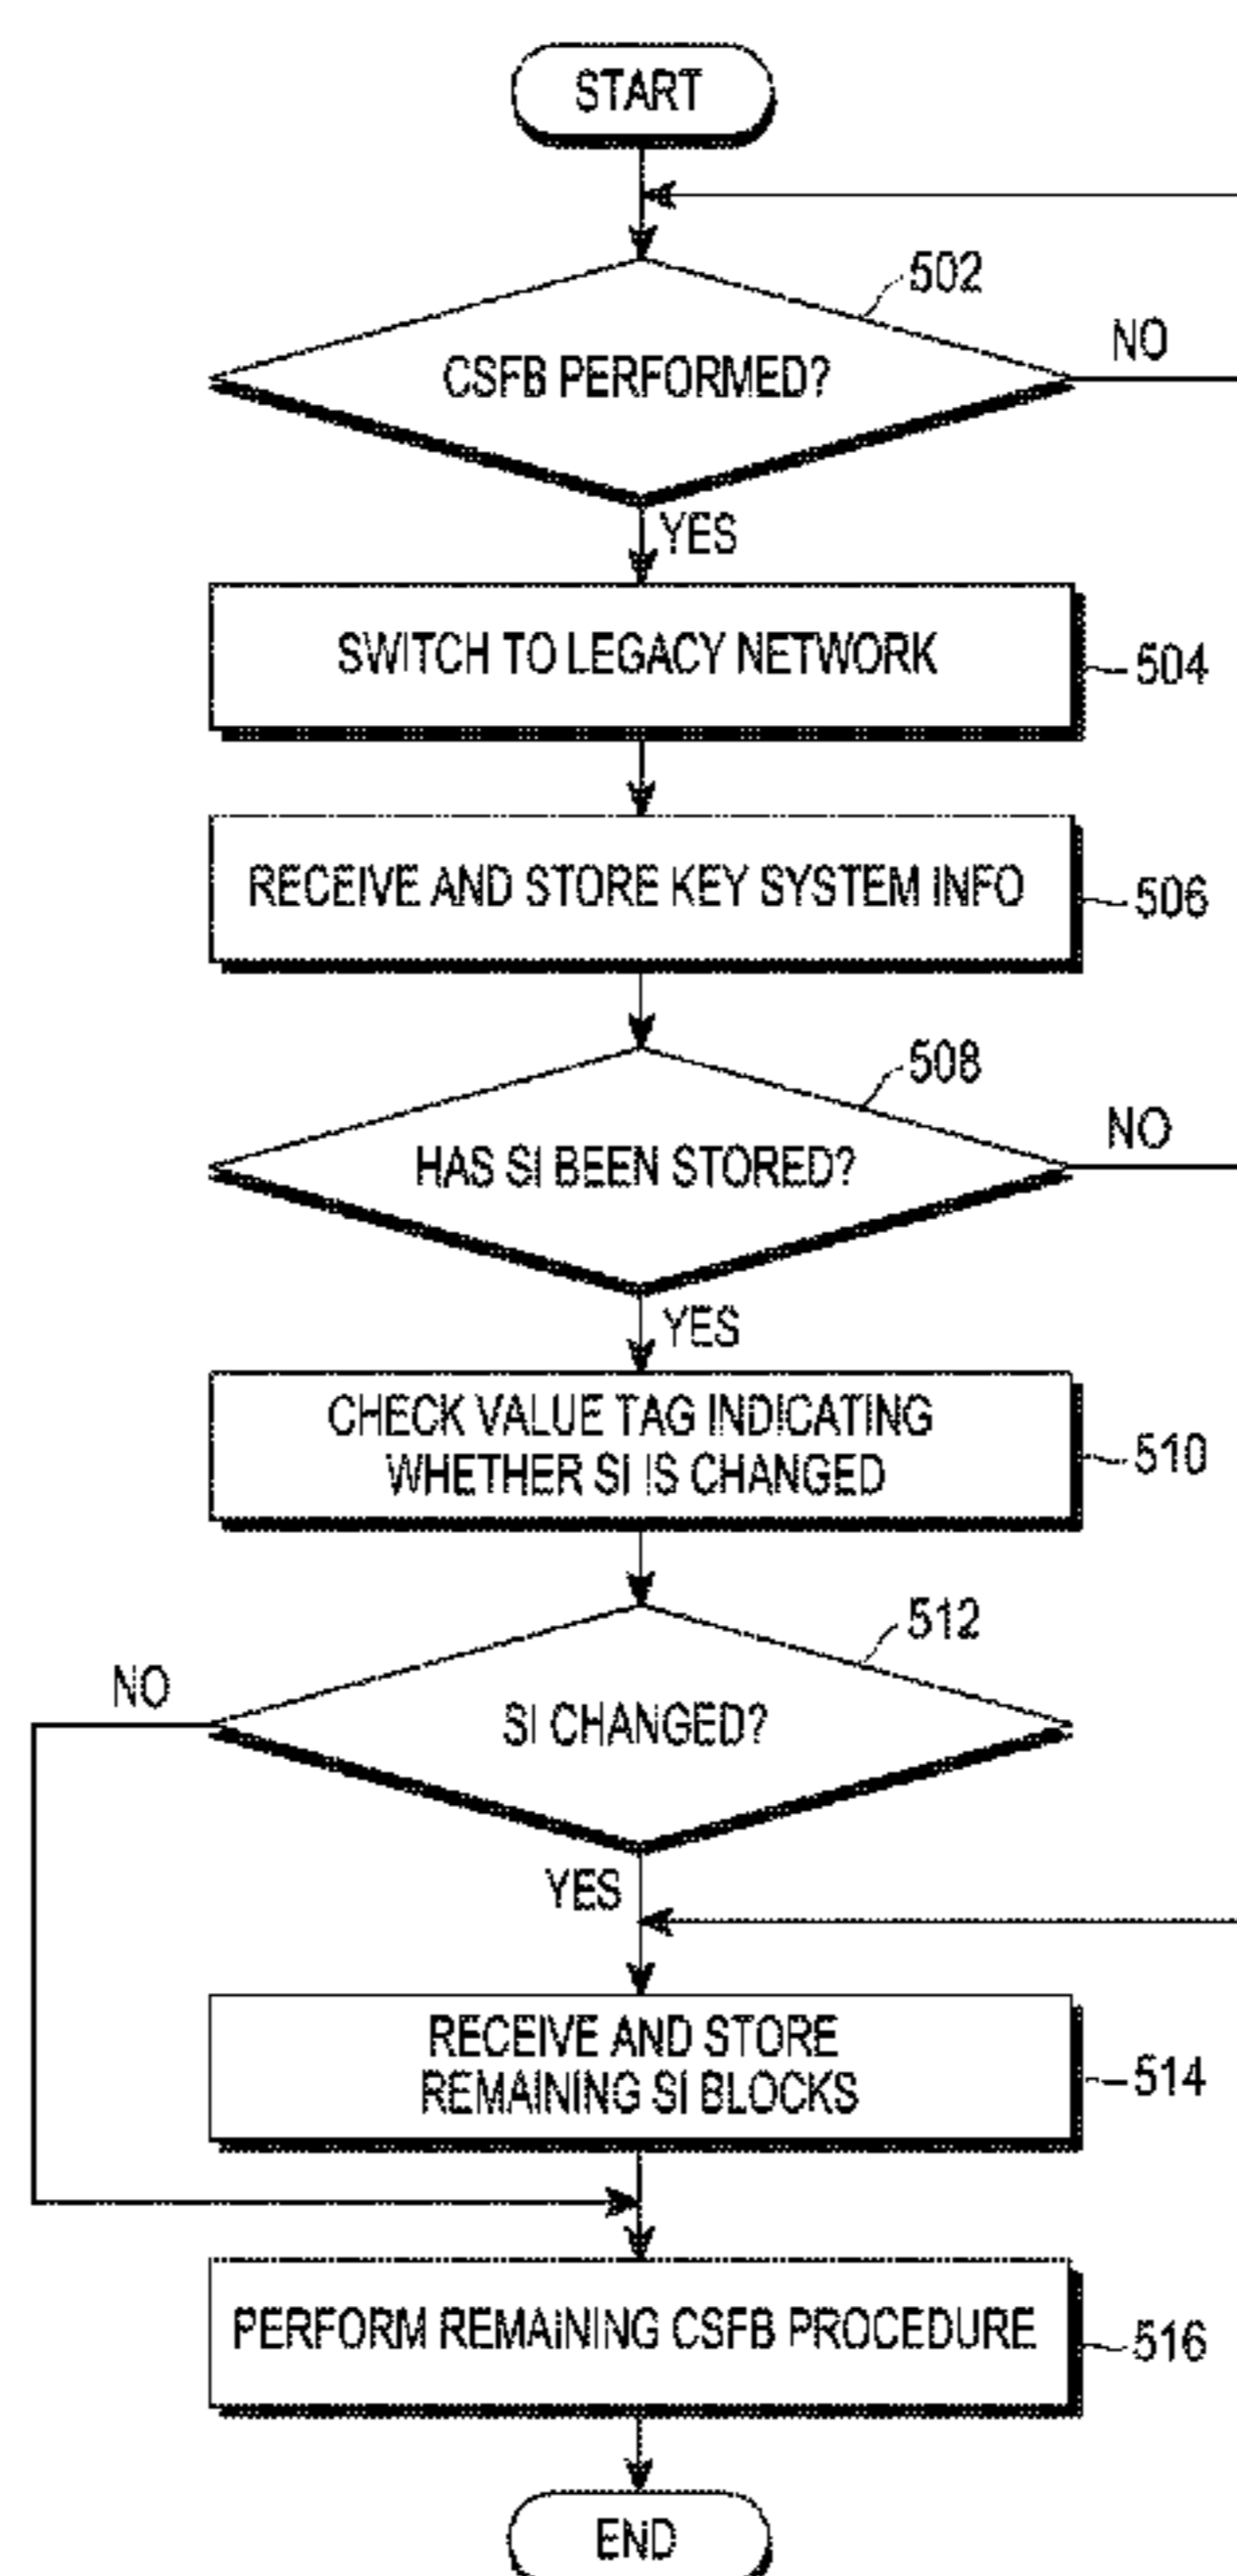 START
502
CSFB PERFORMED?
NO
YES
SWITCH TO LEGACY NETWORK
504
RECEIVE AND STORE KEY SYSTEM INFO
506
508
HAS SI BEEN STORED?
NO
YES
CHECK VALUE TAG INDICATING
WHETHER SI IS CHANGED
510
512
NO
SI CHANGED?
YES
RECEIVE AND STORE
REMAINING SI BLOCKS
514
PERFORM REMAINING CSFB PROCEDURE
516
END